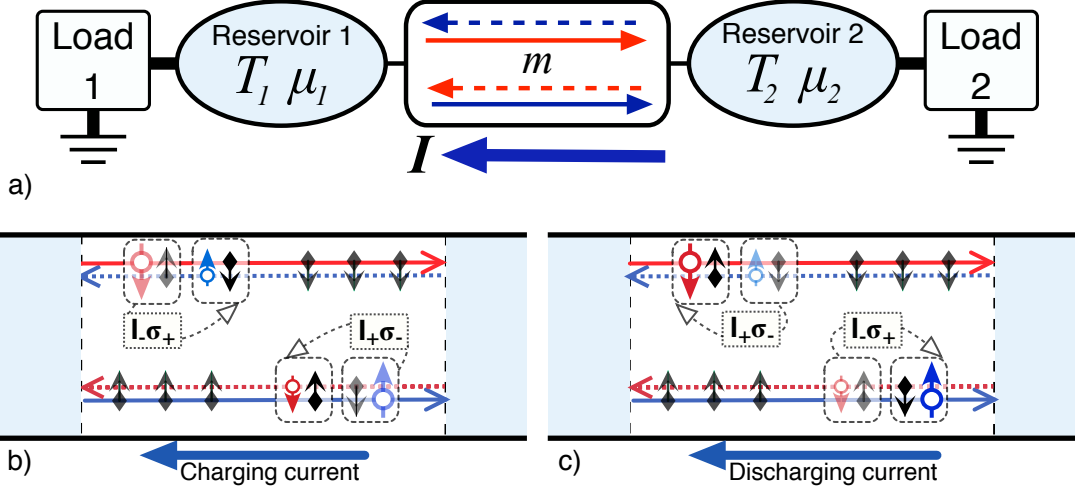 Load 1
Reservoir 1
T₁ μ₁
m
Reservoir 2
T₂ μ₂
Load 2
I
a)
I₋σ₊
I₊σ₋
b)
Charging current
I₊σ₋
I₋σ₊
c)
Discharging current